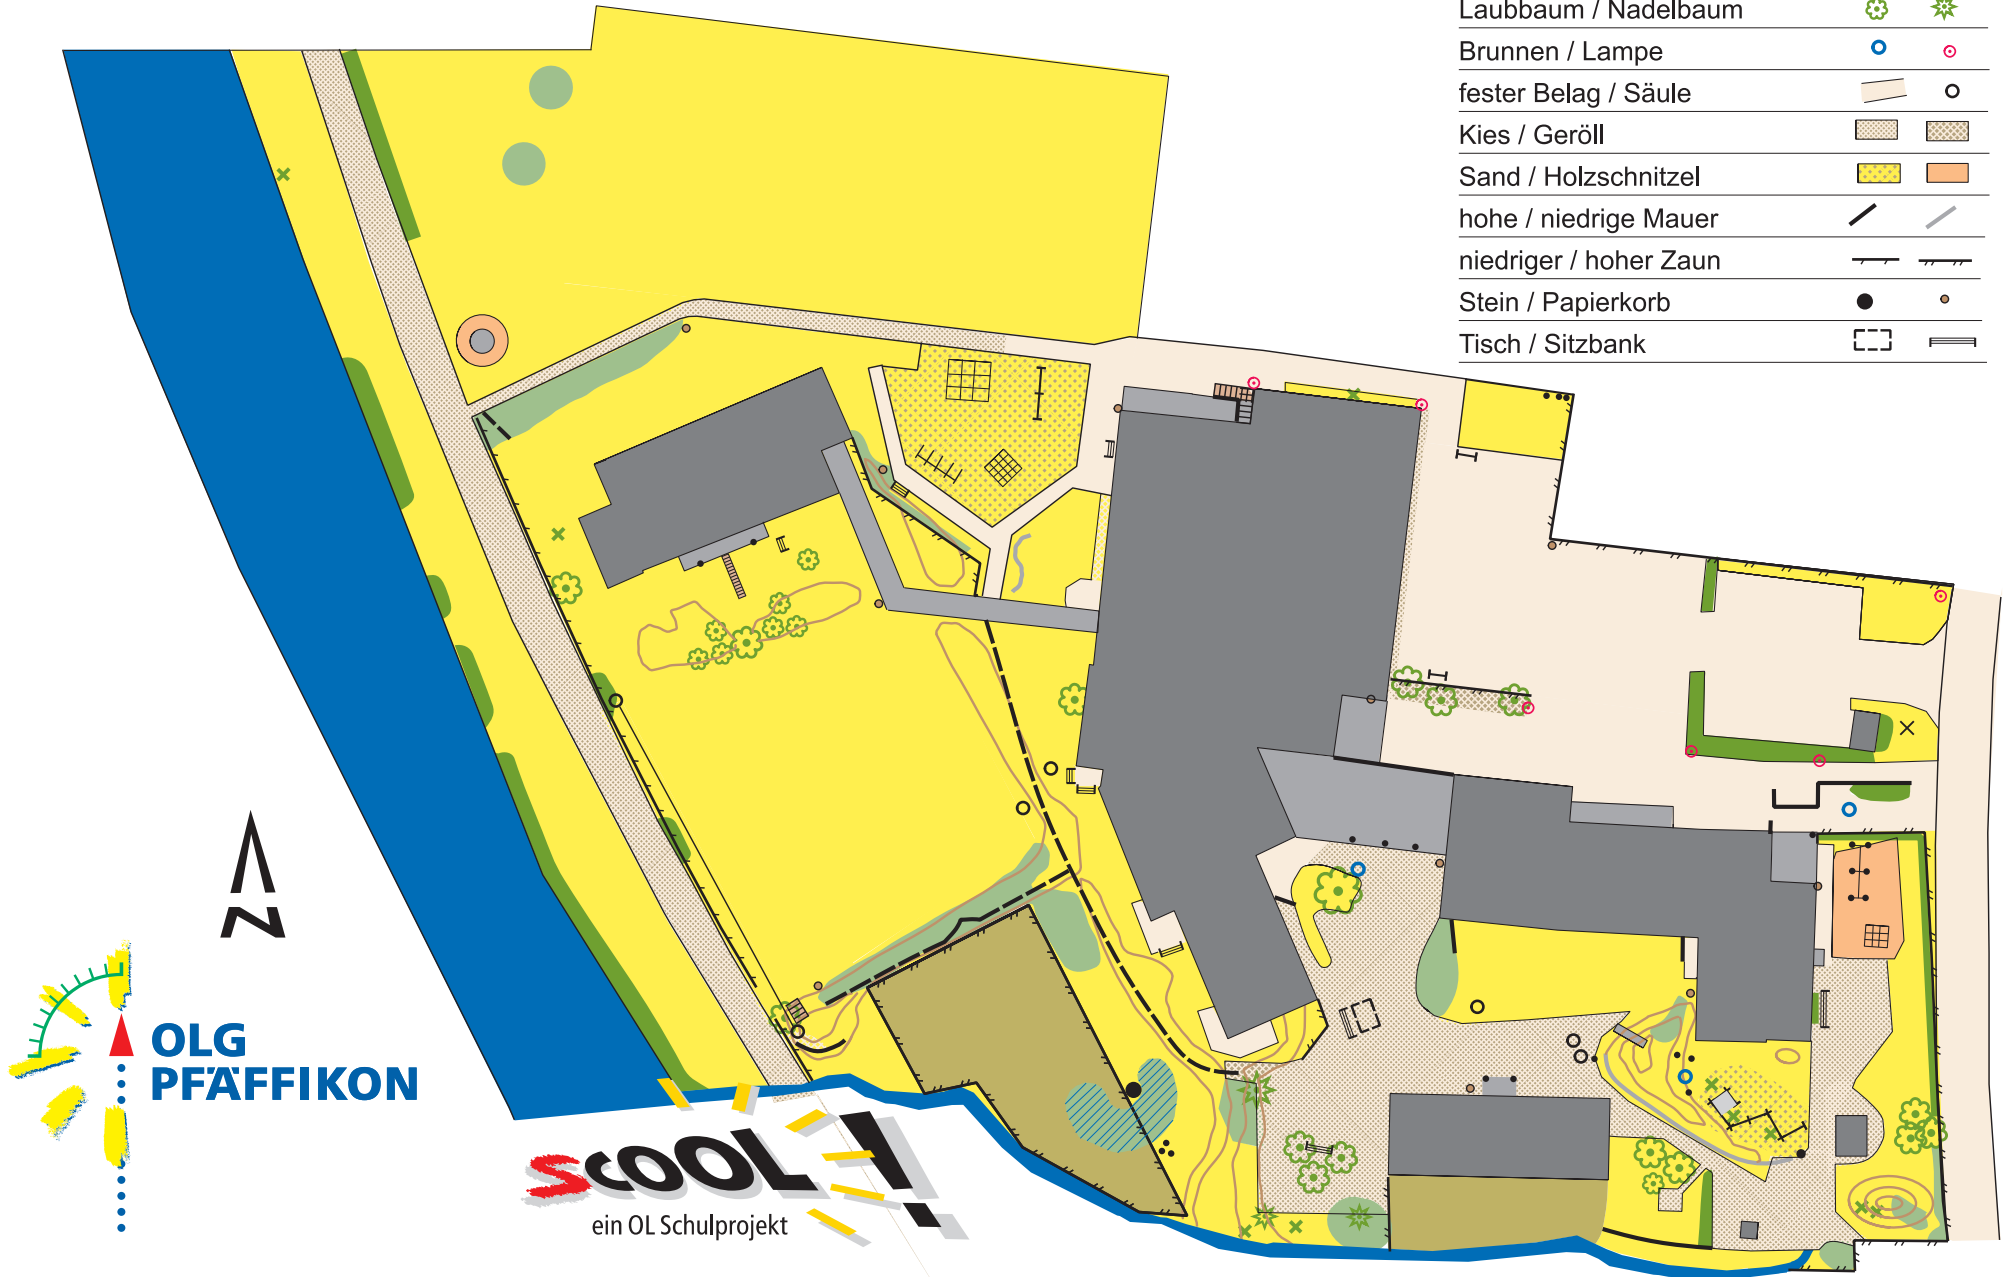 Laubbaum / Nadelbaum
Brunnen / Lampe
fester Belag / Säule
Kies / Geröll
Sand / Holzschnitzel
hohe / niedrige Mauer
niedriger / hoher Zaun
Stein / Papierkorb
Tisch / Sitzbank
N
OLG
PFÄFFIKON
sCOOL!
ein OL Schulprojekt